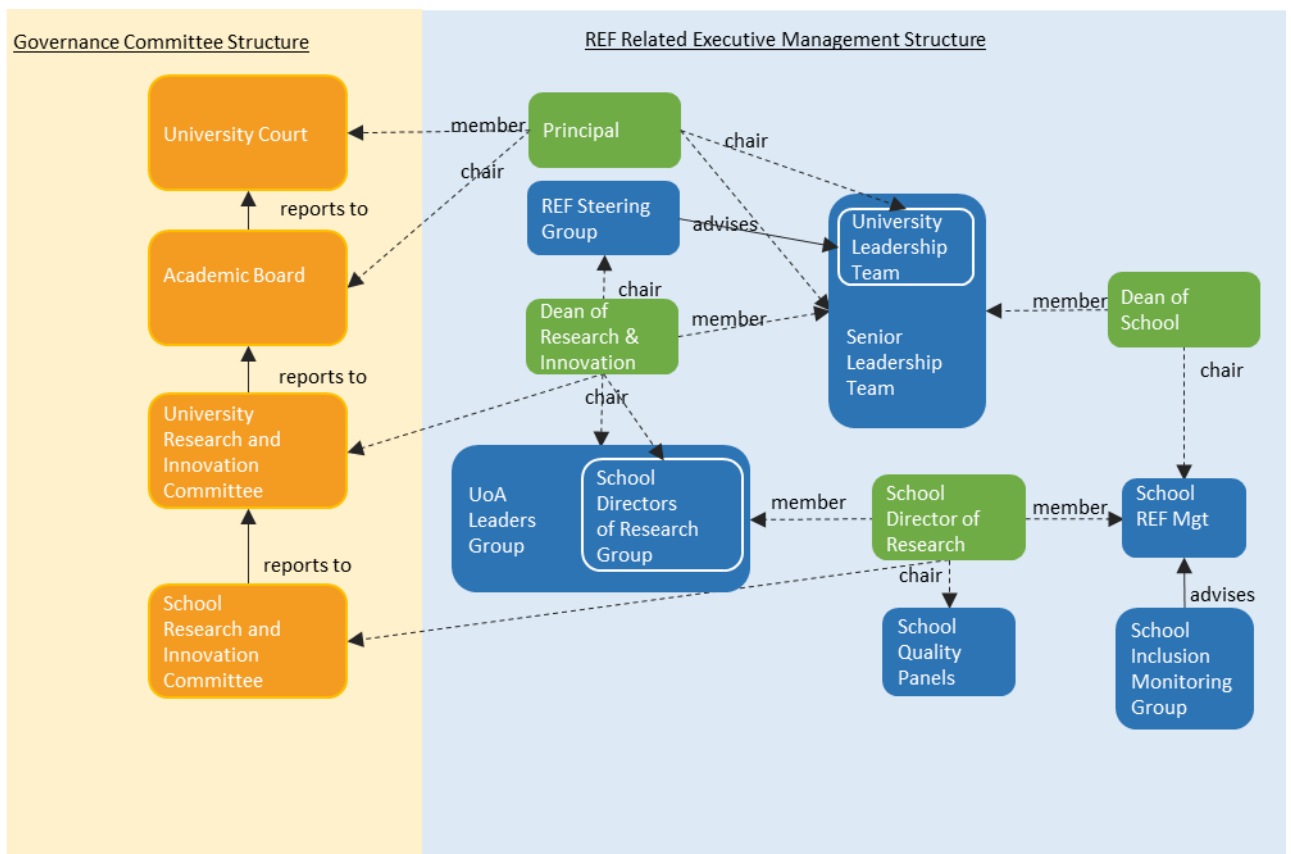 Governance Committee Structure
REF Related Executive Management Structure
University Court
member
Principal
chair
chair
reports to
REF Steering
Group
advises
University
Leadership
Team
Academic Board
chair
Dean of
Research &
Innovation
member
Senior
Leadership
Team
member
Dean of
School
reports to
chair
chair
University
Research and
Innovation
Committee
UoA
Leaders
Group
School
Directors
of Research
Group
member
School
Director of
Research
member
School
REF Mgt
reports to
chair
advises
School
Research and
Innovation
Committee
School
Quality
Panels
School
Inclusion
Monitoring
Group